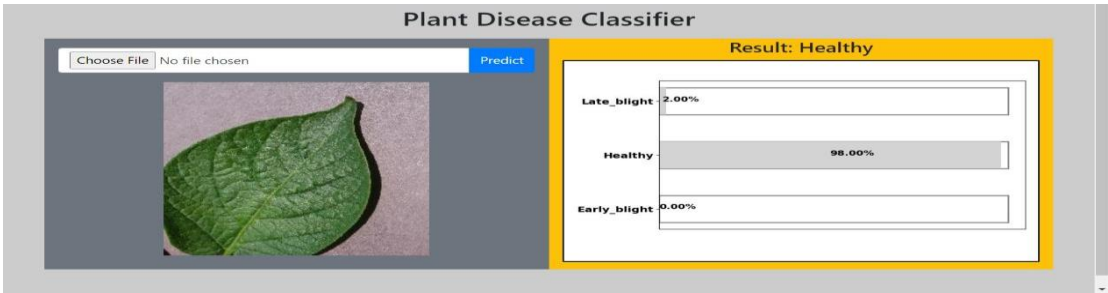 Plant Disease Classifier
Choose File No file chosen
Predict
Result: Healthy
Late_blight
2.00%
Healthy
98.00%
Early_blight
0.00%